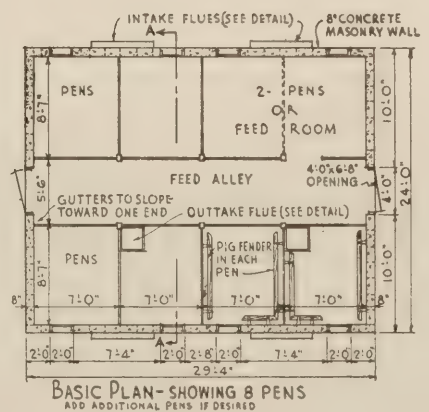 INTAKE FLUES (SEE DETAIL)
8" CONCRETE
MASONRY WALL
A
PENS
2- PENS
OR
FEED ROOM
8'-7"
10'-0"
FEED ALLEY
4'-0"x6'-8"
OPENING
5'-6"
4'-0"
24'-0"
GUTTERS TO SLOPE
TOWARD ONE END
OUTTAKE FLUE (SEE DETAIL)
PIG FENDER
IN EACH
PEN
8'-7"
PENS
10'-0"
8" 7'-0" 7'-0" 7'-0" 7'-0" 8"
A
2'-0" 2'-0" 7'-4" 2'-0" 2'-8" 2'-0" 7'-4" 2'-0" 2'-0"
29'-4"
BASIC PLAN - SHOWING 8 PENS
ADD ADDITIONAL PENS IF DESIRED